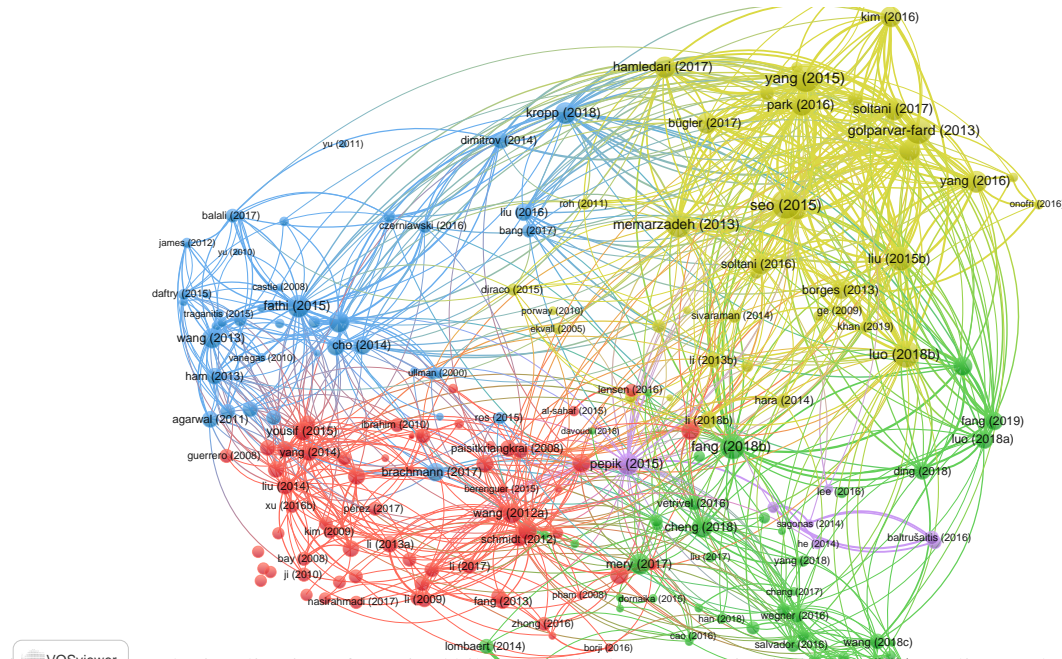 kim (2016)
hamledari (2017)
yang (2015)
park (2016)
soltani (2017)
kropp (2018)
bügler (2017)
golparvar-fard (2013)
dimitrov (2014)
yu (2011)
yang (2016)
roh (2011)
seo (2015)
onofri (2016
balali (2017)
liu (2016)
czerniawski (2016)
memarzadeh (2013)
bang (2017)
james (2012)
yu (2010)
soltani (2016)
liu (2015b)
castle (2008)
daftry (2015)
diraco (2015)
borges (2013)
fathi (2015)
traganitis (2015)
porway (2010)
ge (2009)
sivaraman (2014)
ekvall (2005)
khan (2019)
wang (2013)
cho (2014)
vanegas (2010)
li (2013b)
luo (2018b)
ham (2013)
ullman (2000)
lensen (2016)
hara (2014)
agarwal (2011)
ros (2015)
al-sabaf (2015)
li (2018b)
fang (2019)
ibrahim (2010)
yousif (2015)
davoudi (2018)
luo (2018a)
guerrero (2008)
yang (2014)
paisitkriangkrai (2008)
fang (2018b)
pepik (2015)
brachmann (2017)
ding (2018)
liu (2014)
berenguer (2015)
lee (2016)
xu (2016b)
perez (2017)
wang (2012a)
vetrivel (2016)
kim (2009)
cheng (2018)
sagonas (2014)
schmidt (2012)
li (2013a)
he (2014)
baltrušaitis (2016)
bay (2008)
li (2017)
mery (2017)
liu (2017)
yang (2018)
ji (2010)
nasirahmadi (2017)
li (2009)
fang (2013)
pham (2008)
dornaika (2015)
chang (2017)
zhong (2016)
han (2018)
wegner (2016)
cao (2016)
lombaert (2014)
borji (2016)
salvador (2016)
wang (2018c)
VOSviewer